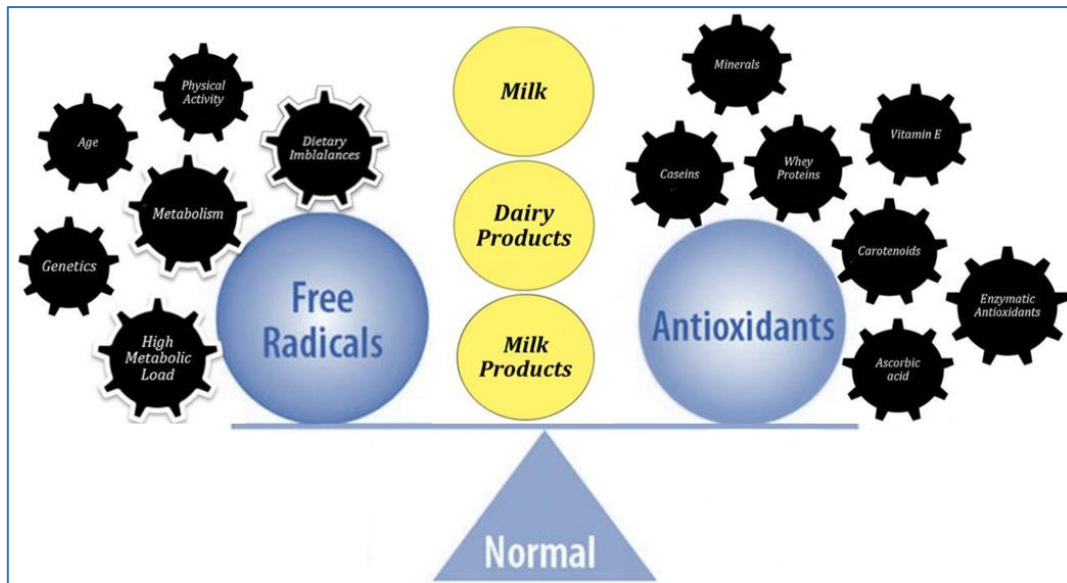 Physical
Activity
Age
Dietary
Imblalances
Metabolism
Genetics
High
Metabolic
Load
Free
Radicals
Milk
Dairy
Products
Milk
Products
Minerals
Vitamin E
Whey
Proteins
Caseins
Carotenoids
Enzymatic
Antioxidants
Antioxidants
Ascorbic
acid
Normal